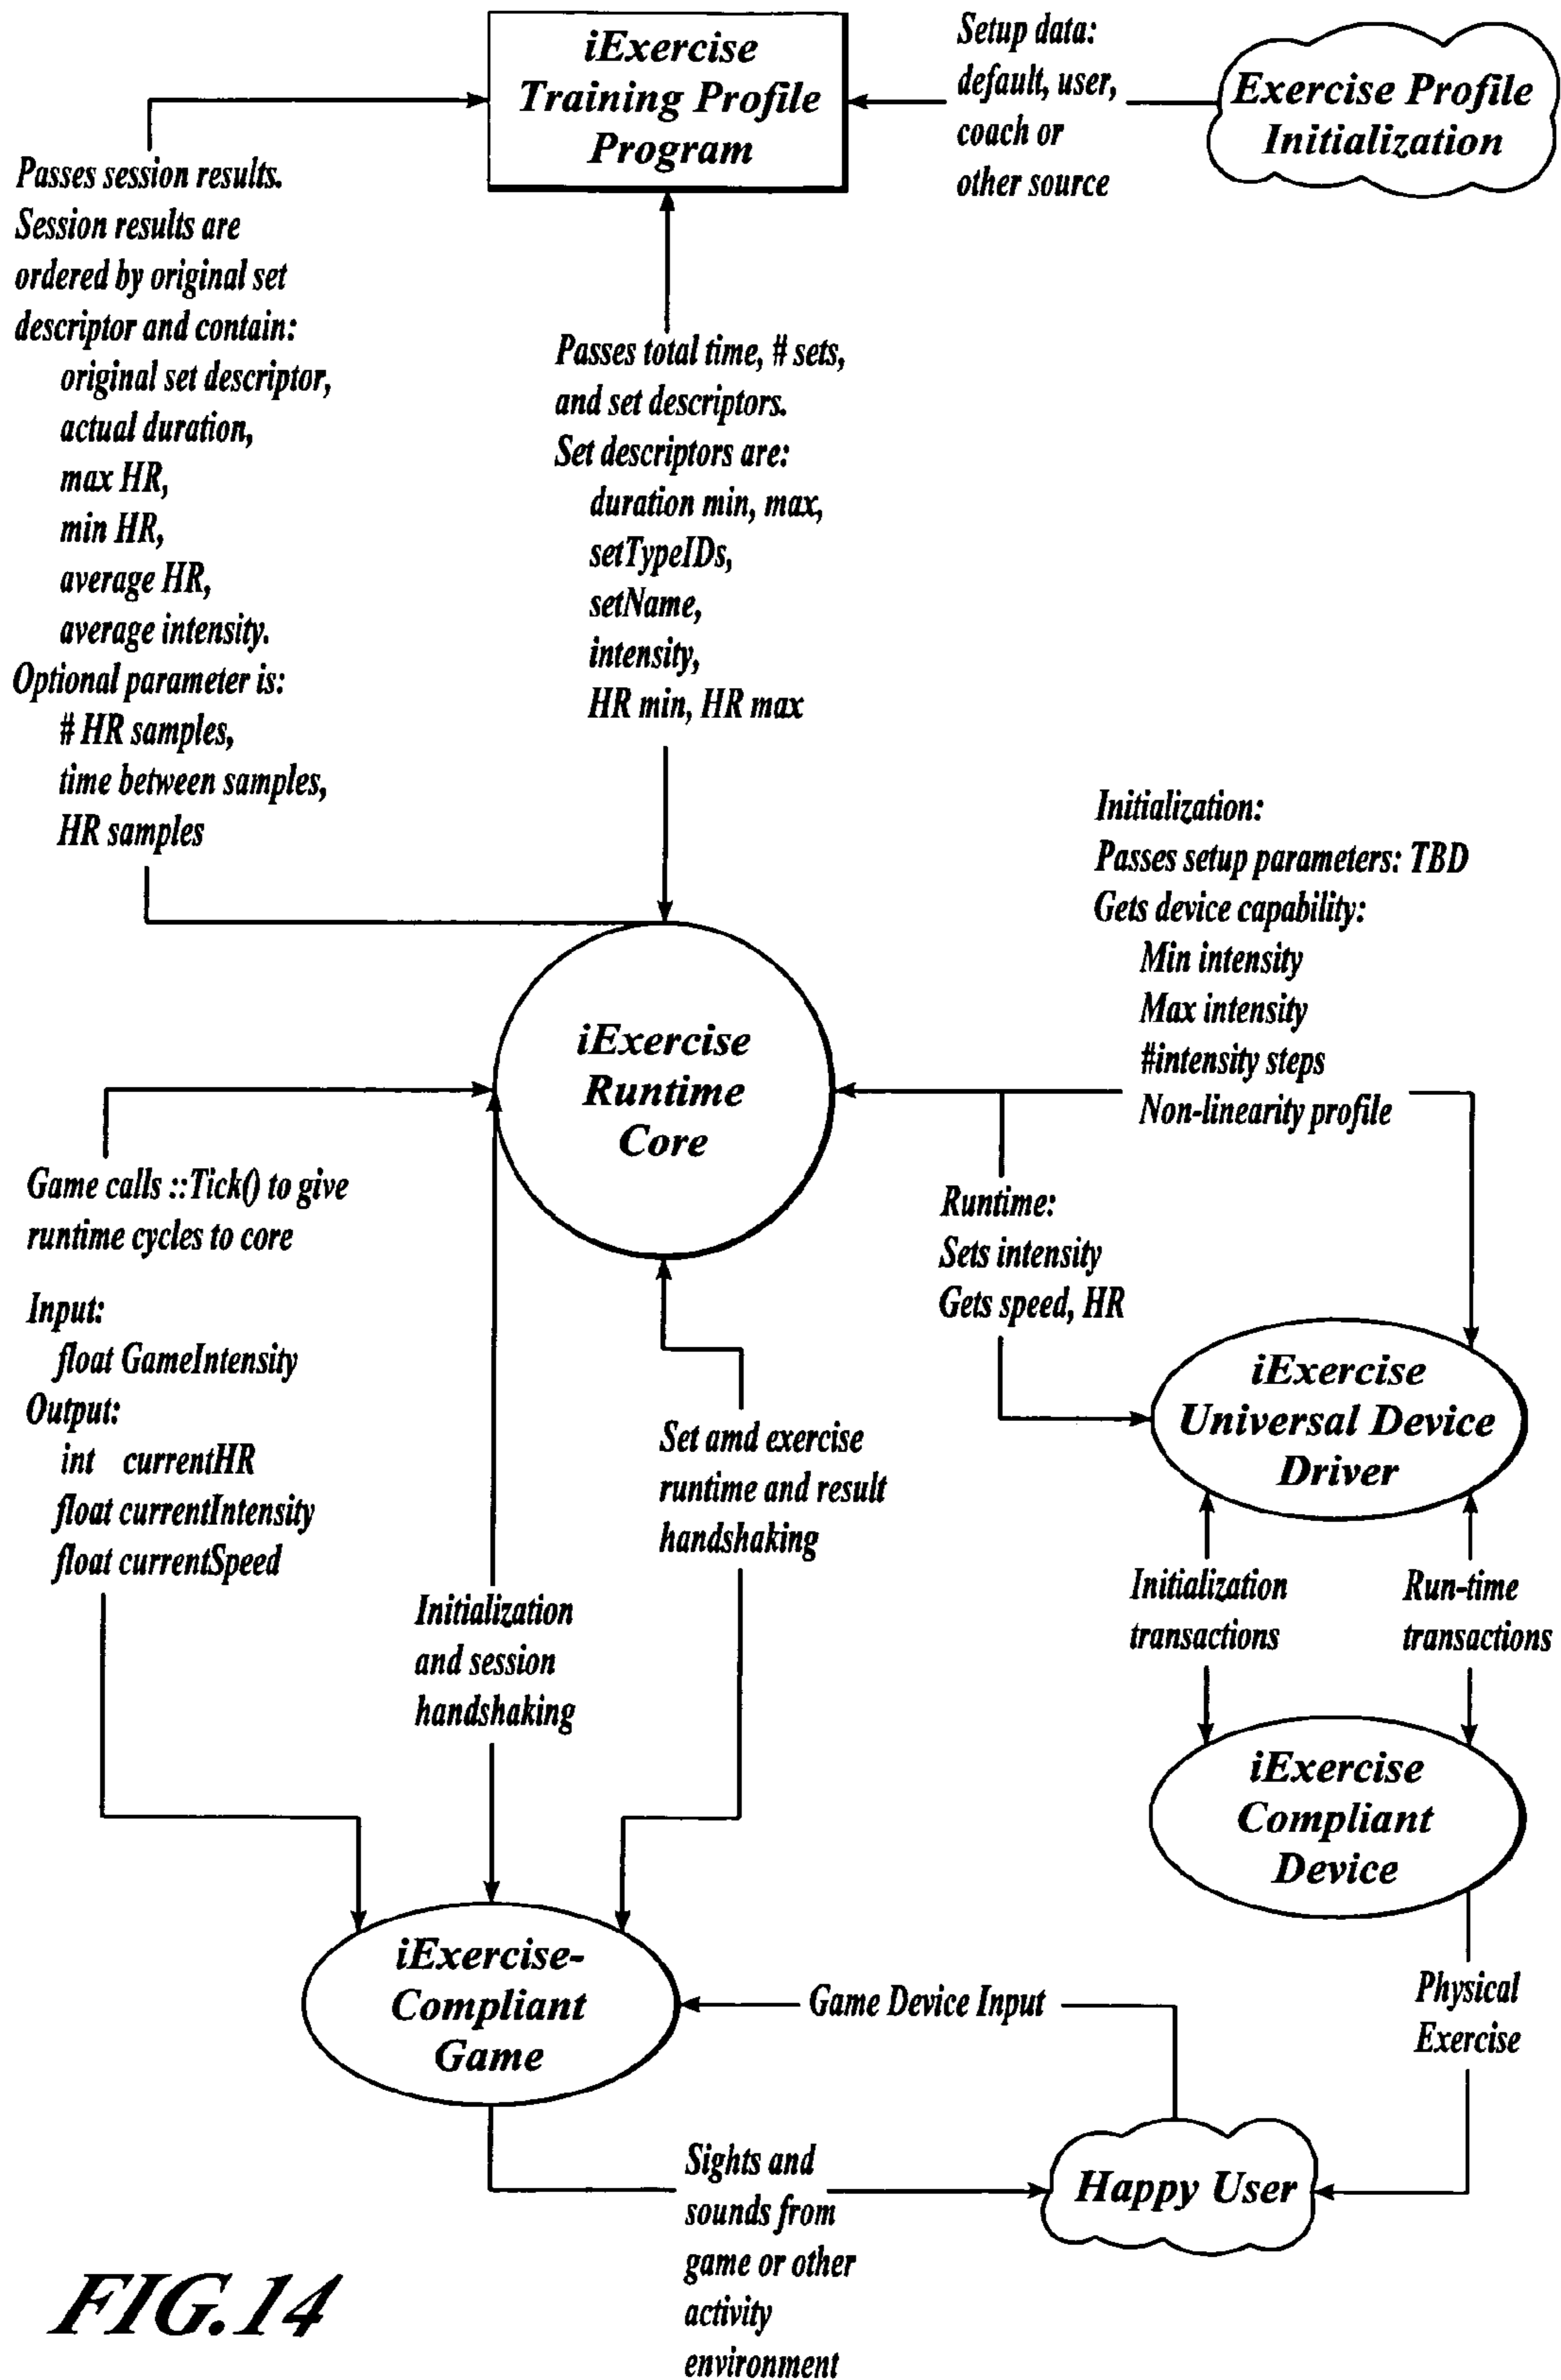 iExercise
Training Profile
Program
Setup data:
default, user,
coach or
other source
Exercise Profile
Initialization
Passes session results.
Session results are
ordered by original set
descriptor and contain:
original set descriptor,
actual duration,
max HR,
min HR,
average HR,
average intensity.
Optional parameter is:
# HR samples,
time between samples,
HR samples
Passes total time, # sets,
and set descriptors.
Set descriptors are:
duration min, max,
setTypeIDs,
setName,
intensity,
HR min, HR max
Initialization:
Passes setup parameters: TBD
Gets device capability:
Min intensity
Max intensity
#intensity steps
Non-linearity profile
iExercise
Runtime
Core
Game calls ::Tick() to give
runtime cycles to core
Input:
float GameIntensity
Output:
int currentHR
float currentIntensity
float currentSpeed
Runtime:
Sets intensity
Gets speed, HR
iExercise
Universal Device
Driver
Set amd exercise
runtime and result
handshaking
Initialization
and session
handshaking
Initialization
transactions
Run-time
transactions
iExercise
Compliant
Device
iExercise-
Compliant
Game
Game Device Input
Physical
Exercise
Sights and
sounds from
game or other
activity
environment
Happy User
FIG.14